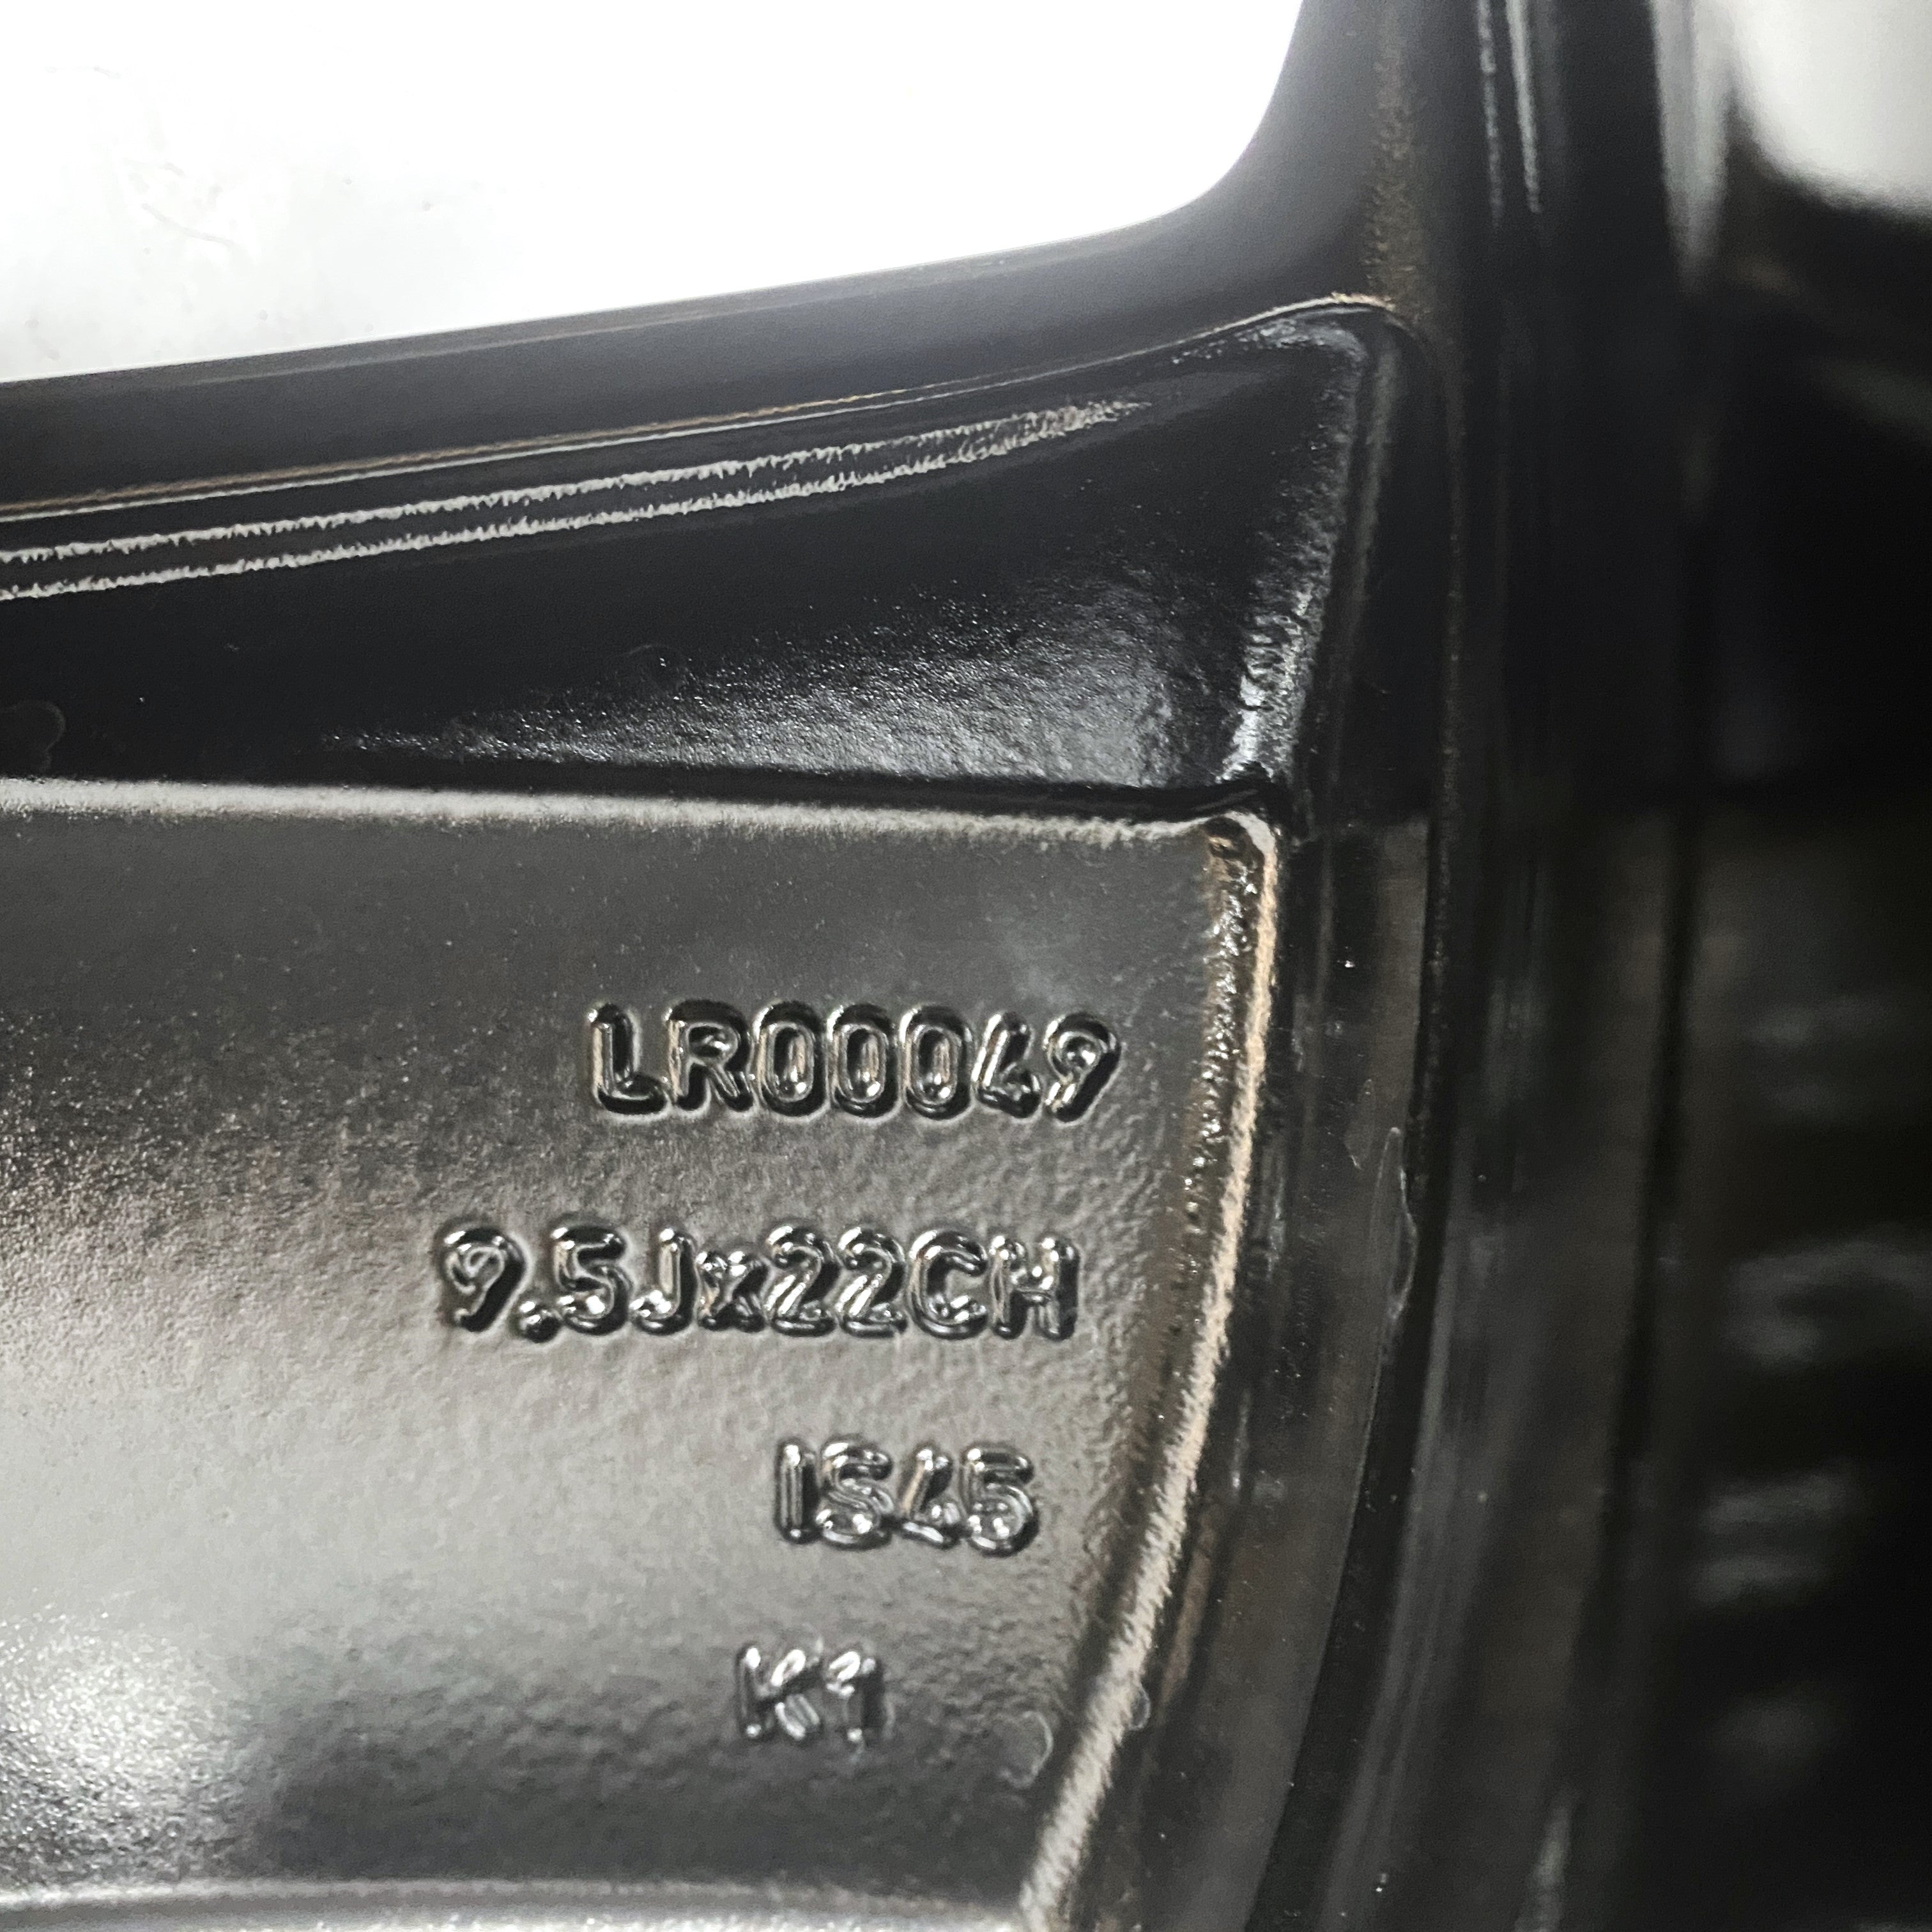 LR00049
9.5Jx22CH
IS45
K1